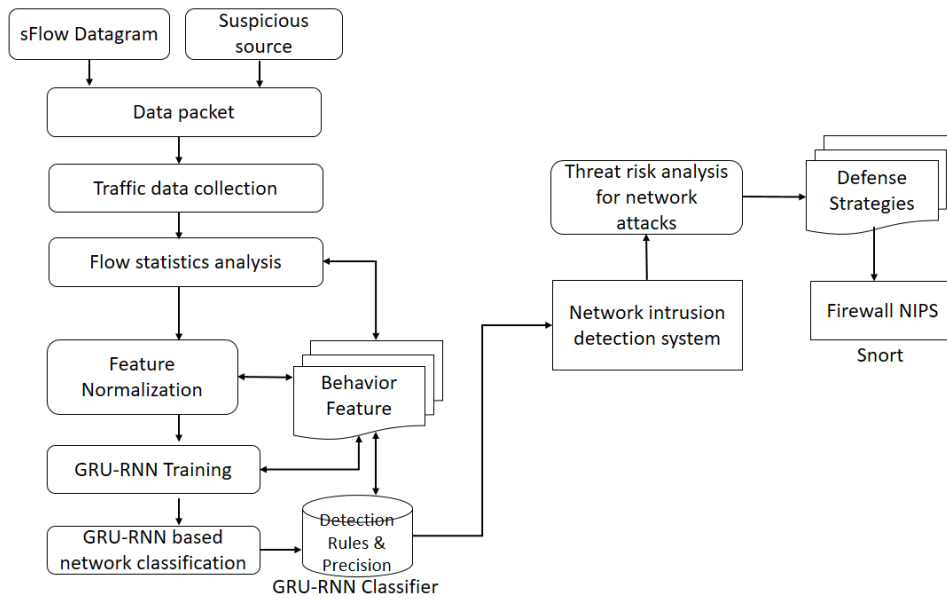 sFlow Datagram
Suspicious
source
Data packet
Traffic data collection
Flow statistics analysis
Feature
Normalization
Behavior
Feature
GRU-RNN Training
GRU-RNN based
network classification
Detection
Rules &
Precision
GRU-RNN Classifier
Threat risk analysis
for network
attacks
Network intrusion
detection system
Defense
Strategies
Firewall NIPS
Snort